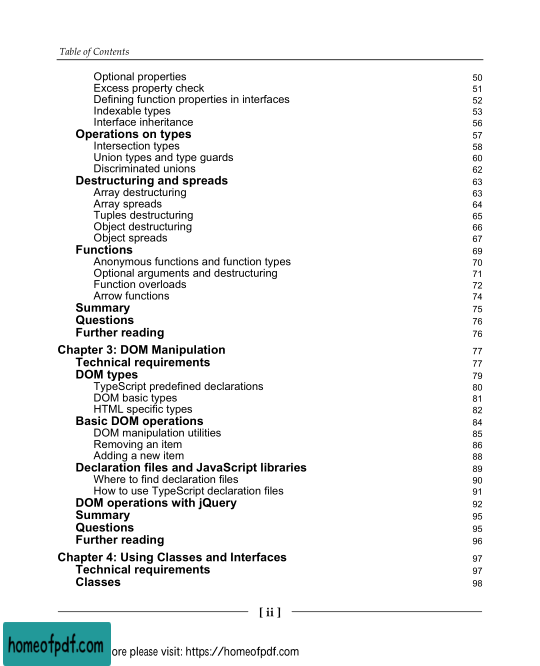 Table of Contents
Optional properties 50
Excess property check 51
Defining function properties in interfaces 52
Indexable types 53
Interface inheritance 56
Operations on types 57
Intersection types 58
Union types and type guards 60
Discriminated unions 62
Destructuring and spreads 63
Array destructuring 63
Array spreads 64
Tuples destructuring 65
Object destructuring 66
Object spreads 67
Functions 69
Anonymous functions and function types 70
Optional arguments and destructuring 71
Function overloads 72
Arrow functions 74
Summary 75
Questions 76
Further reading 76
Chapter 3: DOM Manipulation 77
Technical requirements 77
DOM types 79
TypeScript predefined declarations 80
DOM basic types 81
HTML specific types 82
Basic DOM operations 84
DOM manipulation utilities 85
Removing an item 86
Adding a new item 88
Declaration files and JavaScript libraries 89
Where to find declaration files 90
How to use TypeScript declaration files 91
DOM operations with jQuery 92
Summary 95
Questions 95
Further reading 96
Chapter 4: Using Classes and Interfaces 97
Technical requirements 97
Classes 98
[ ii ]
homeofpdf.com
ore please visit: https://homeofpdf.com